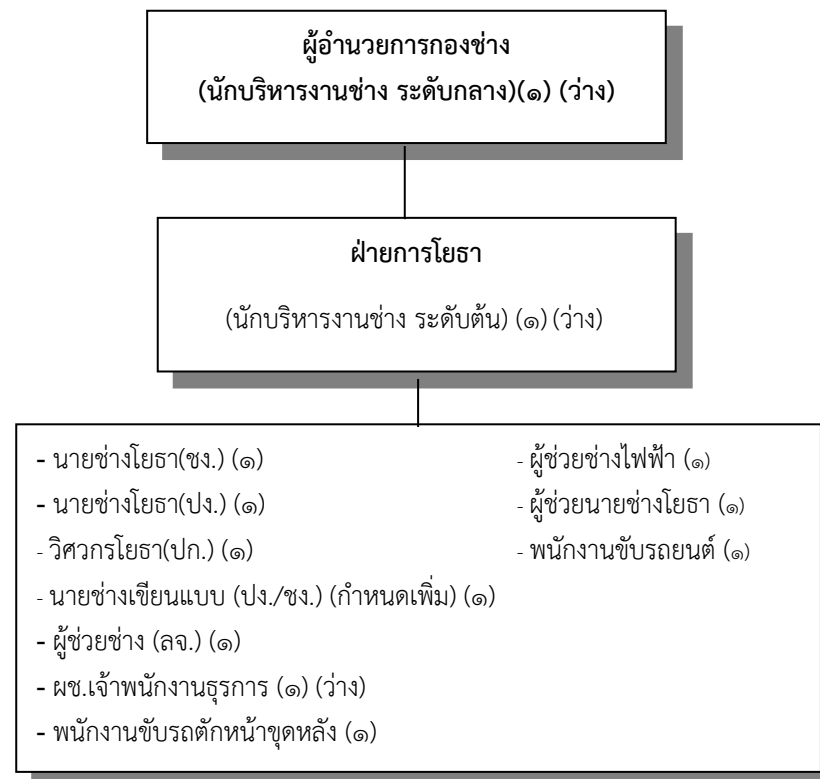 ผู้อำนวยการกองช่าง
(นักบริหารงานช่าง ระดับกลาง)(๑) (ว่าง)
ฝ่ายการโยธา
(นักบริหารงานช่าง ระดับต้น) (๑) (ว่าง)
- นายช่างโยธา(ชง.) (๑)
- นายช่างโยธา(ปง.) (๑)
- วิศวกรโยธา(ปก.) (๑)
- นายช่างเขียนแบบ (ปง./ชง.) (กำหนดเพิ่ม) (๑)
- ผู้ช่วยช่าง (ลจ.) (๑)
- ผช.เจ้าพนักงานธุรการ (๑) (ว่าง)
- พนักงานขับรถตักหน้าขุดหลัง (๑)
- ผู้ช่วยช่างไฟฟ้า (๑)
- ผู้ช่วยนายช่างโยธา (๑)
- พนักงานขับรถยนต์ (๑)